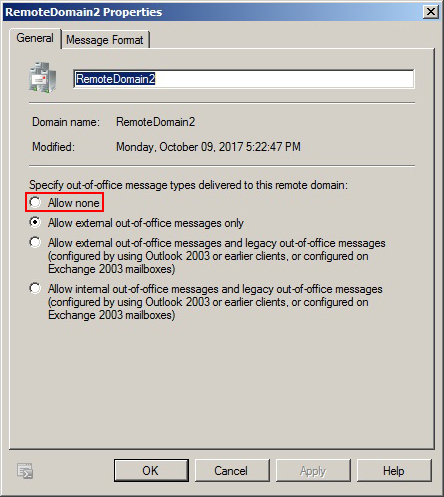 RemoteDomain2 Properties
General
Message Format
RemoteDomain2
Domain name: RemoteDomain2
Modified: Monday, October 09, 2017 5:22:47 PM
Specify out-of-office message types delivered to this remote domain:
Allow none
Allow external out-of-office messages only
Allow external out-of-office messages and legacy out-of-office messages
(configured by using Outlook 2003 or earlier clients, or configured on
Exchange 2003 mailboxes)
Allow internal out-of-office messages and legacy out-of-office messages
(configured by using Outlook 2003 or earlier clients, or configured on
Exchange 2003 mailboxes)
OK
Cancel
Apply
Help